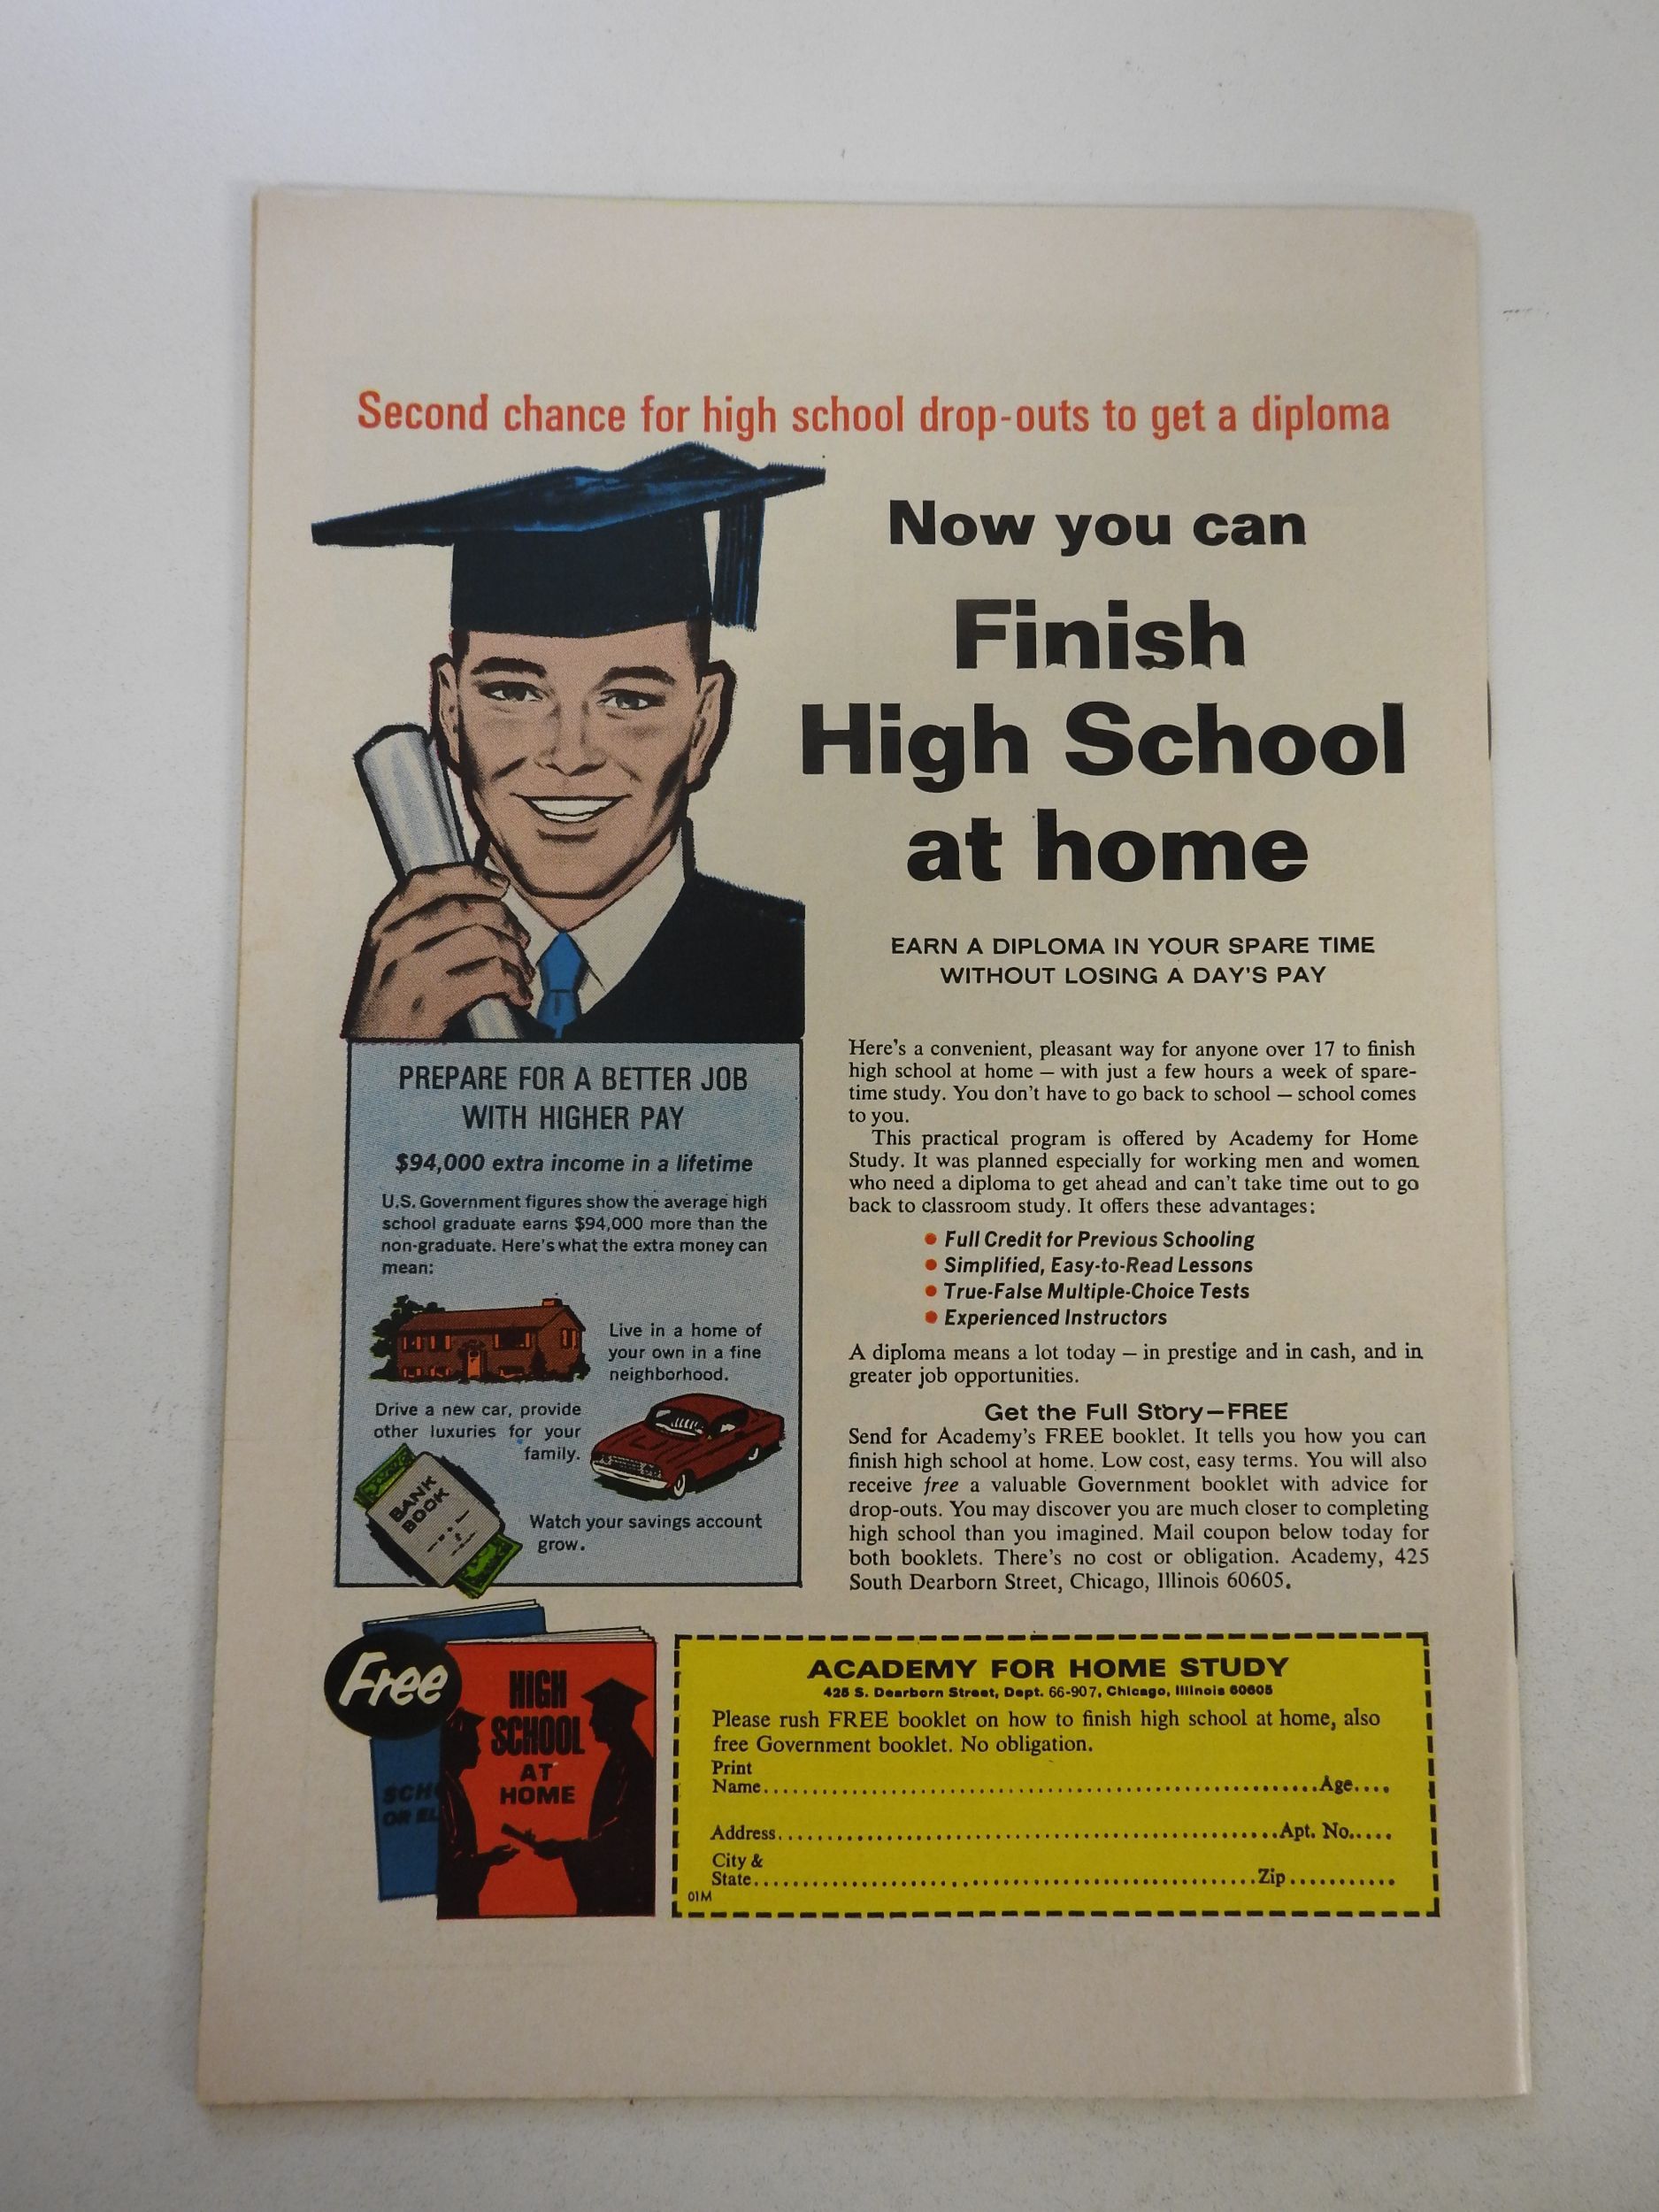 Second chance for high school drop-outs to get a diploma
Now you can
Finish
High School
at home
EARN A DIPLOMA IN YOUR SPARE TIME
WITHOUT LOSING A DAY'S PAY
PREPARE FOR A BETTER JOB
WITH HIGHER PAY
$94,000 extra income in a lifetime
U.S. Government figures show the average high
school graduate earns $94,000 more than the
non-graduate. Here's what the extra money can
mean:
Live in a home of
your own in a fine
neighborhood.
Drive a new car, provide
other luxuries for your
family.
BANK
BOOK
Watch your savings account
grow.
Here's a convenient, pleasant way for anyone over 17 to finish
high school at home — with just a few hours a week of spare-
time study. You don't have to go back to school — school comes
to you.
This practical program is offered by Academy for Home
Study. It was planned especially for working men and women
who need a diploma to get ahead and can't take time out to go
back to classroom study. It offers these advantages:
• Full Credit for Previous Schooling
• Simplified, Easy-to-Read Lessons
• True-False Multiple-Choice Tests
• Experienced Instructors
A diploma means a lot today — in prestige and in cash, and in
greater job opportunities.
Get the Full Story—FREE
Send for Academy's FREE booklet. It tells you how you can
finish high school at home. Low cost, easy terms. You will also
receive free a valuable Government booklet with advice for
drop-outs. You may discover you are much closer to completing
high school than you imagined. Mail coupon below today for
both booklets. There's no cost or obligation. Academy, 425
South Dearborn Street, Chicago, Illinois 60605.
Free
HIGH
SCHOOL
AT
HOME
SCH
OR EL
ACADEMY FOR HOME STUDY
425 S. Dearborn Street, Dept. 66-907, Chicago, Illinois 60605
Please rush FREE booklet on how to finish high school at home, also
free Government booklet. No obligation.
Print
Name..........Age....
Address..........Apt. No.....
City &
State..........Zip..........
01M